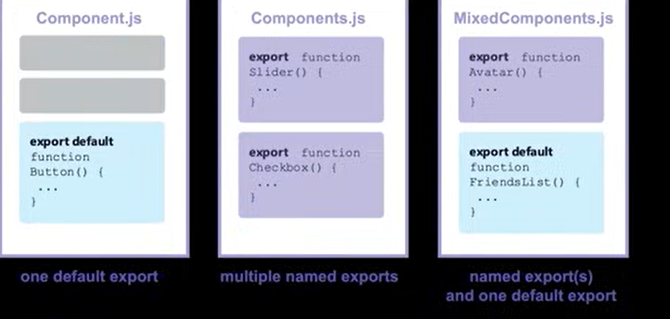 Component.js
export default
function
Button() {
...
}
one default export
Components.js
export function
Slider() {
...
}
export function
Checkbox() {
...
}
multiple named exports
MixedComponents.js
export function
Avatar() {
...
}
export default
function
FriendsList() {
...
}
named export(s)
and one default export